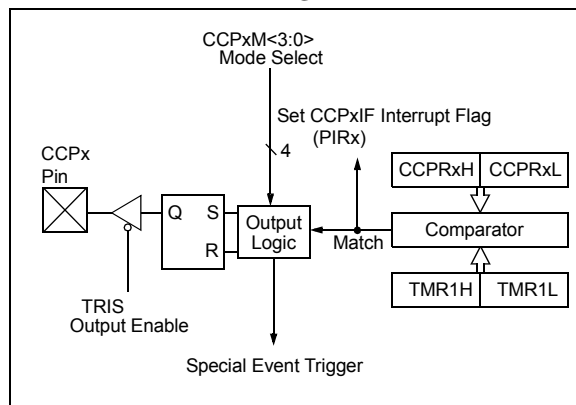 CCPxM<3:0>
Mode Select
Set CCPxIF Interrupt Flag
(PIRx)
4
CCPx
Pin
CCPRxH CCPRxL
Q S
R
Output
Logic
Match
Comparator
TRIS
Output Enable
TMR1H TMR1L
Special Event Trigger